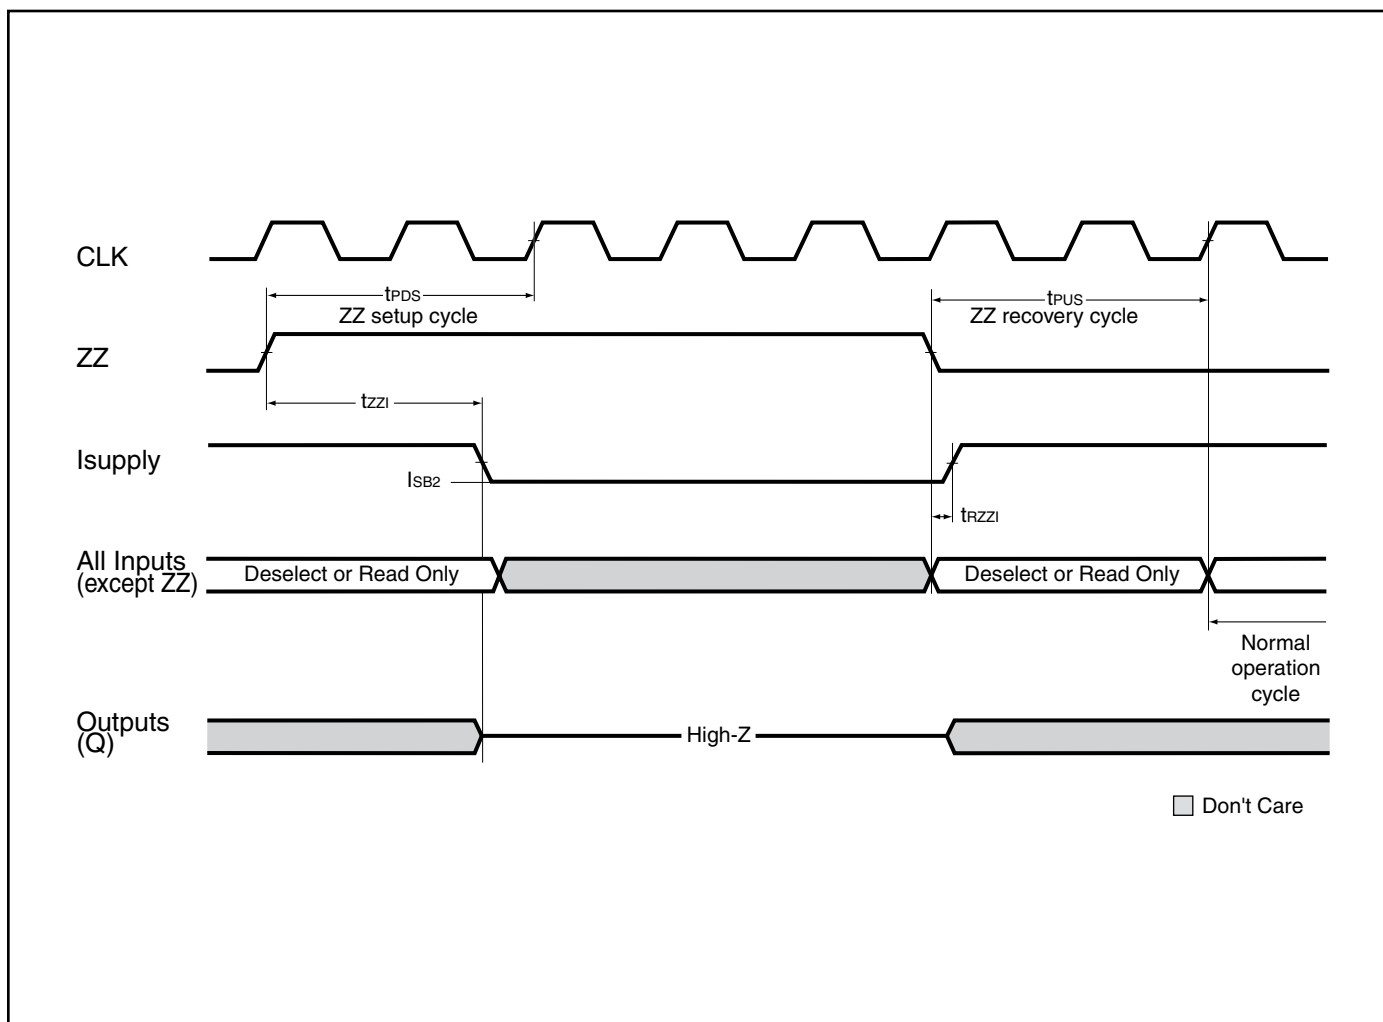 CLK
tPDS
ZZ setup cycle
tPUS
ZZ recovery cycle
ZZ
tZZI
Isupply
ISB2
tRZZI
All Inputs
(except ZZ)
Deselect or Read Only
Deselect or Read Only
Normal
operation
cycle
Outputs
(Q)
High-Z
Don't Care